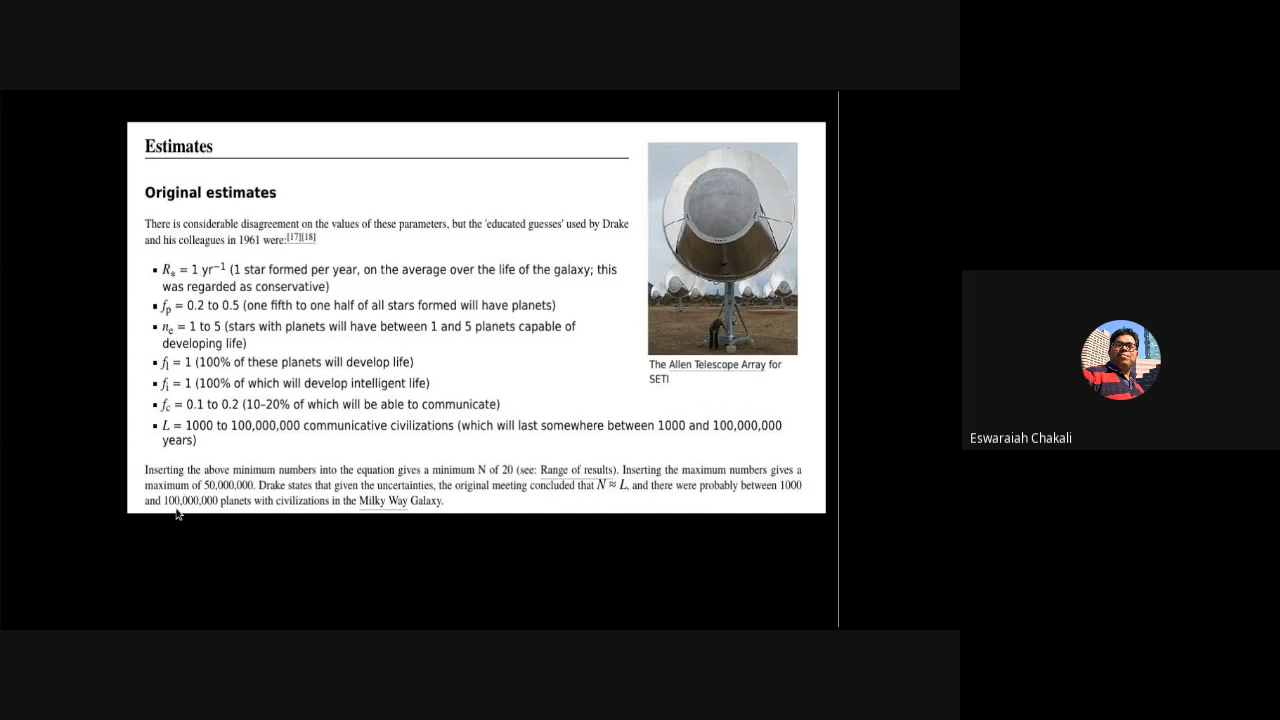 Estimates
Original estimates
There is considerable disagreement on the values of these parameters, but the 'educated guesses' used by Drake
and his colleagues in 1961 were:[17][18]
▪ R* = 1 yr−1 (1 star formed per year, on the average over the life of the galaxy; this
was regarded as conservative)
▪ fp = 0.2 to 0.5 (one fifth to one half of all stars formed will have planets)
▪ ne = 1 to 5 (stars with planets will have between 1 and 5 planets capable of
developing life)
▪ fl = 1 (100% of these planets will develop life)
▪ fi = 1 (100% of which will develop intelligent life)
▪ fc = 0.1 to 0.2 (10–20% of which will be able to communicate)
▪ L = 1000 to 100,000,000 communicative civilizations (which will last somewhere between 1000 and 100,000,000
years)
The Allen Telescope Array for
SETI
Inserting the above minimum numbers into the equation gives a minimum N of 20 (see: Range of results). Inserting the maximum numbers gives a
maximum of 50,000,000. Drake states that given the uncertainties, the original meeting concluded that N ≈ L, and there were probably between 1000
and 100,000,000 planets with civilizations in the Milky Way Galaxy.
Eswaraiah Chakali